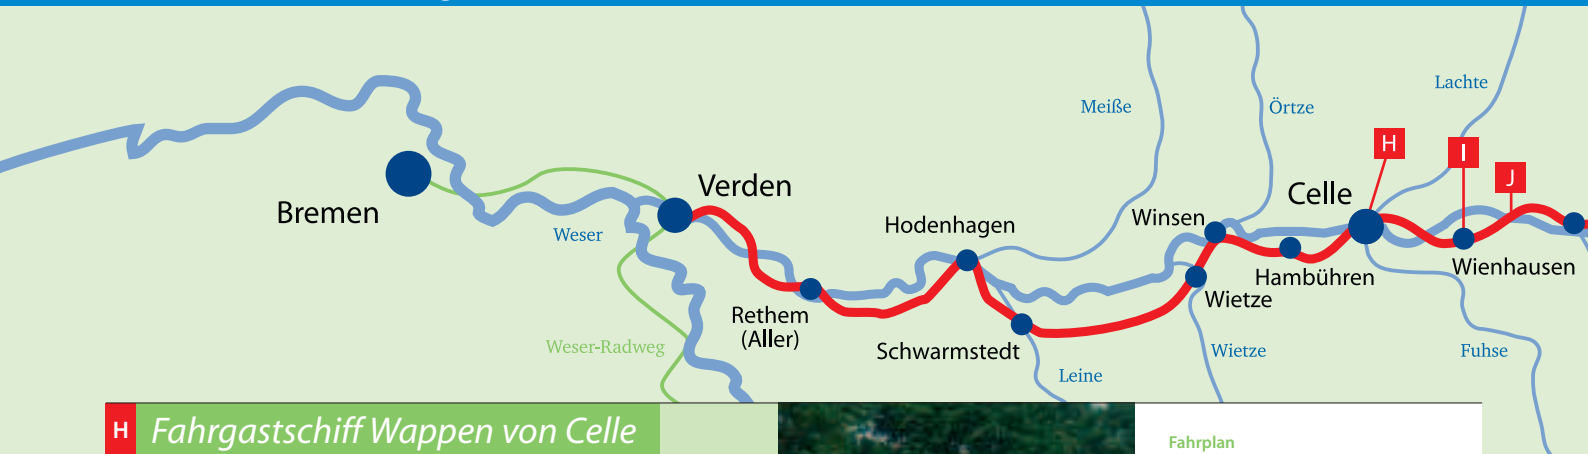 Lachte
Meiße
Örtze
H
I
J
Verden
Celle
Bremen
Winsen
Hodenhagen
Weser
Wienhausen
Hambühren
Wietze
Rethem
(Aller)
Weser-Radweg
Schwarmstedt
Wietze
Fuhse
Leine
H Fahrgastschiff Wappen von Celle
Fahrplan